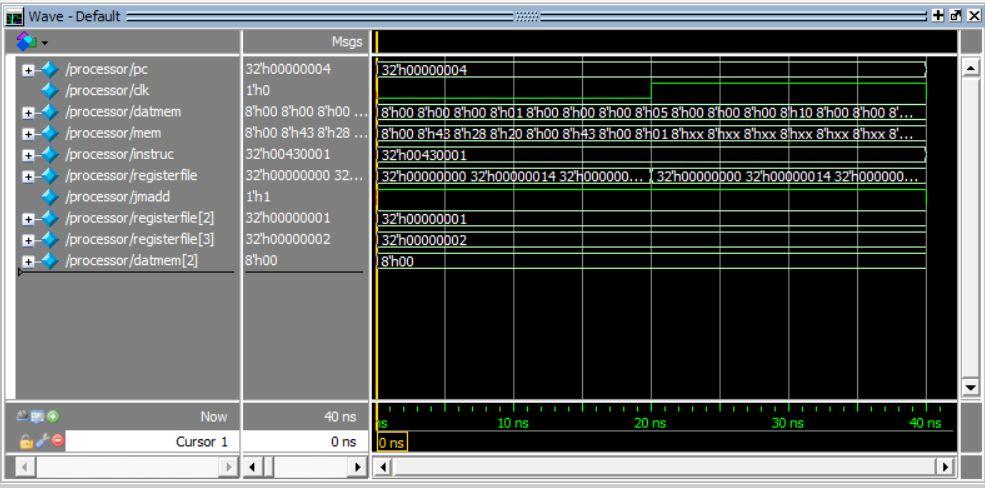 Wave - Default
Msgs
/processor/pc 32'h00000004 32'h00000004
/processor/clk 1'h0
/processor/datmem 8'h00 8'h00 8'h00 ... 8'h00 8'h00 8'h00 8'h01 8'h00 8'h00 8'h00 8'h05 8'h00 8'h00 8'h00 8'h10 8'h00 8'h00 8'...
/processor/mem 8'h00 8'h43 8'h28 ... 8'h00 8'h43 8'h28 8'h20 8'h00 8'h43 8'h00 8'h01 8'hxx 8'hxx 8'hxx 8'hxx 8'hxx 8'hxx 8'...
/processor/instruc 32'h00430001 32'h00430001
/processor/registerfile 32'h00000000 32... 32'h00000000 32'h00000014 32'h000000... 32'h00000000 32'h00000014 32'h000000...
/processor/jmadd 1'h1
/processor/registerfile[2] 32'h00000001 32'h00000001
/processor/registerfile[3] 32'h00000002 32'h00000002
/processor/datmem[2] 8'h00 8'h00
Now 40 ns ns 10 ns 20 ns 30 ns 40 ns
Cursor 1 0 ns 0 ns